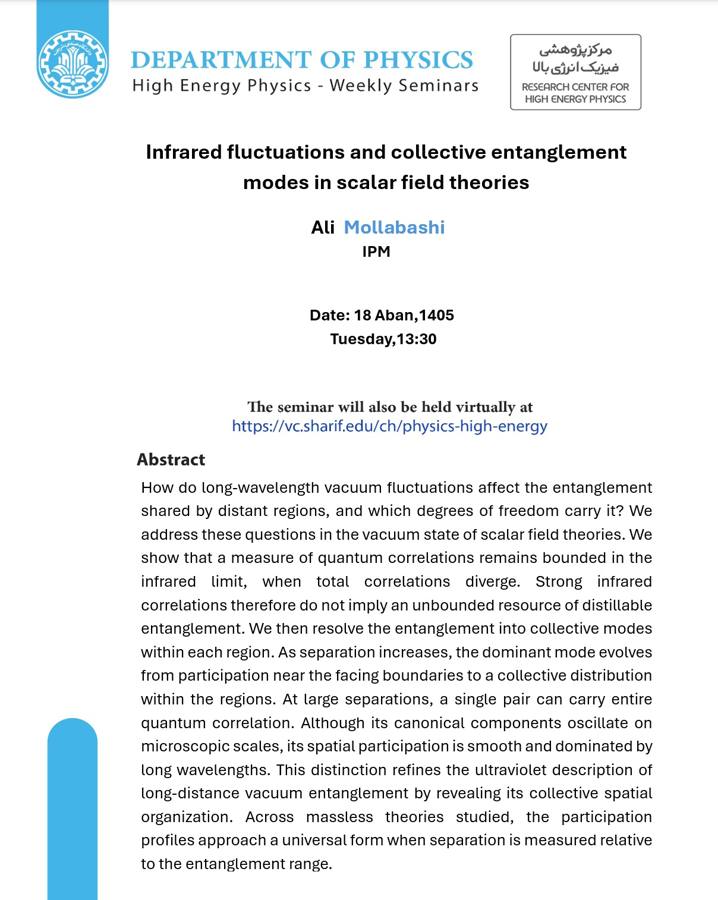 DEPARTMENT OF PHYSICS
High Energy Physics - Weekly Seminars
مرکز پژوهشی
فیزیک انرژی بالا
RESEARCH CENTER FOR
HIGH ENERGY PHYSICS
Infrared fluctuations and collective entanglement
modes in scalar field theories
Ali Mollabashi
IPM
Date: 18 Aban,1405
Tuesday,13:30
The seminar will also be held virtually at
https://vc.sharif.edu/ch/physics-high-energy
Abstract
How do long-wavelength vacuum fluctuations affect the entanglement
shared by distant regions, and which degrees of freedom carry it? We
address these questions in the vacuum state of scalar field theories. We
show that a measure of quantum correlations remains bounded in the
infrared limit, when total correlations diverge. Strong infrared
correlations therefore do not imply an unbounded resource of distillable
entanglement. We then resolve the entanglement into collective modes
within each region. As separation increases, the dominant mode evolves
from participation near the facing boundaries to a collective distribution
within the regions. At large separations, a single pair can carry entire
quantum correlation. Although its canonical components oscillate on
microscopic scales, its spatial participation is smooth and dominated by
long wavelengths. This distinction refines the ultraviolet description of
long-distance vacuum entanglement by revealing its collective spatial
organization. Across massless theories studied, the participation
profiles approach a universal form when separation is measured relative
to the entanglement range.